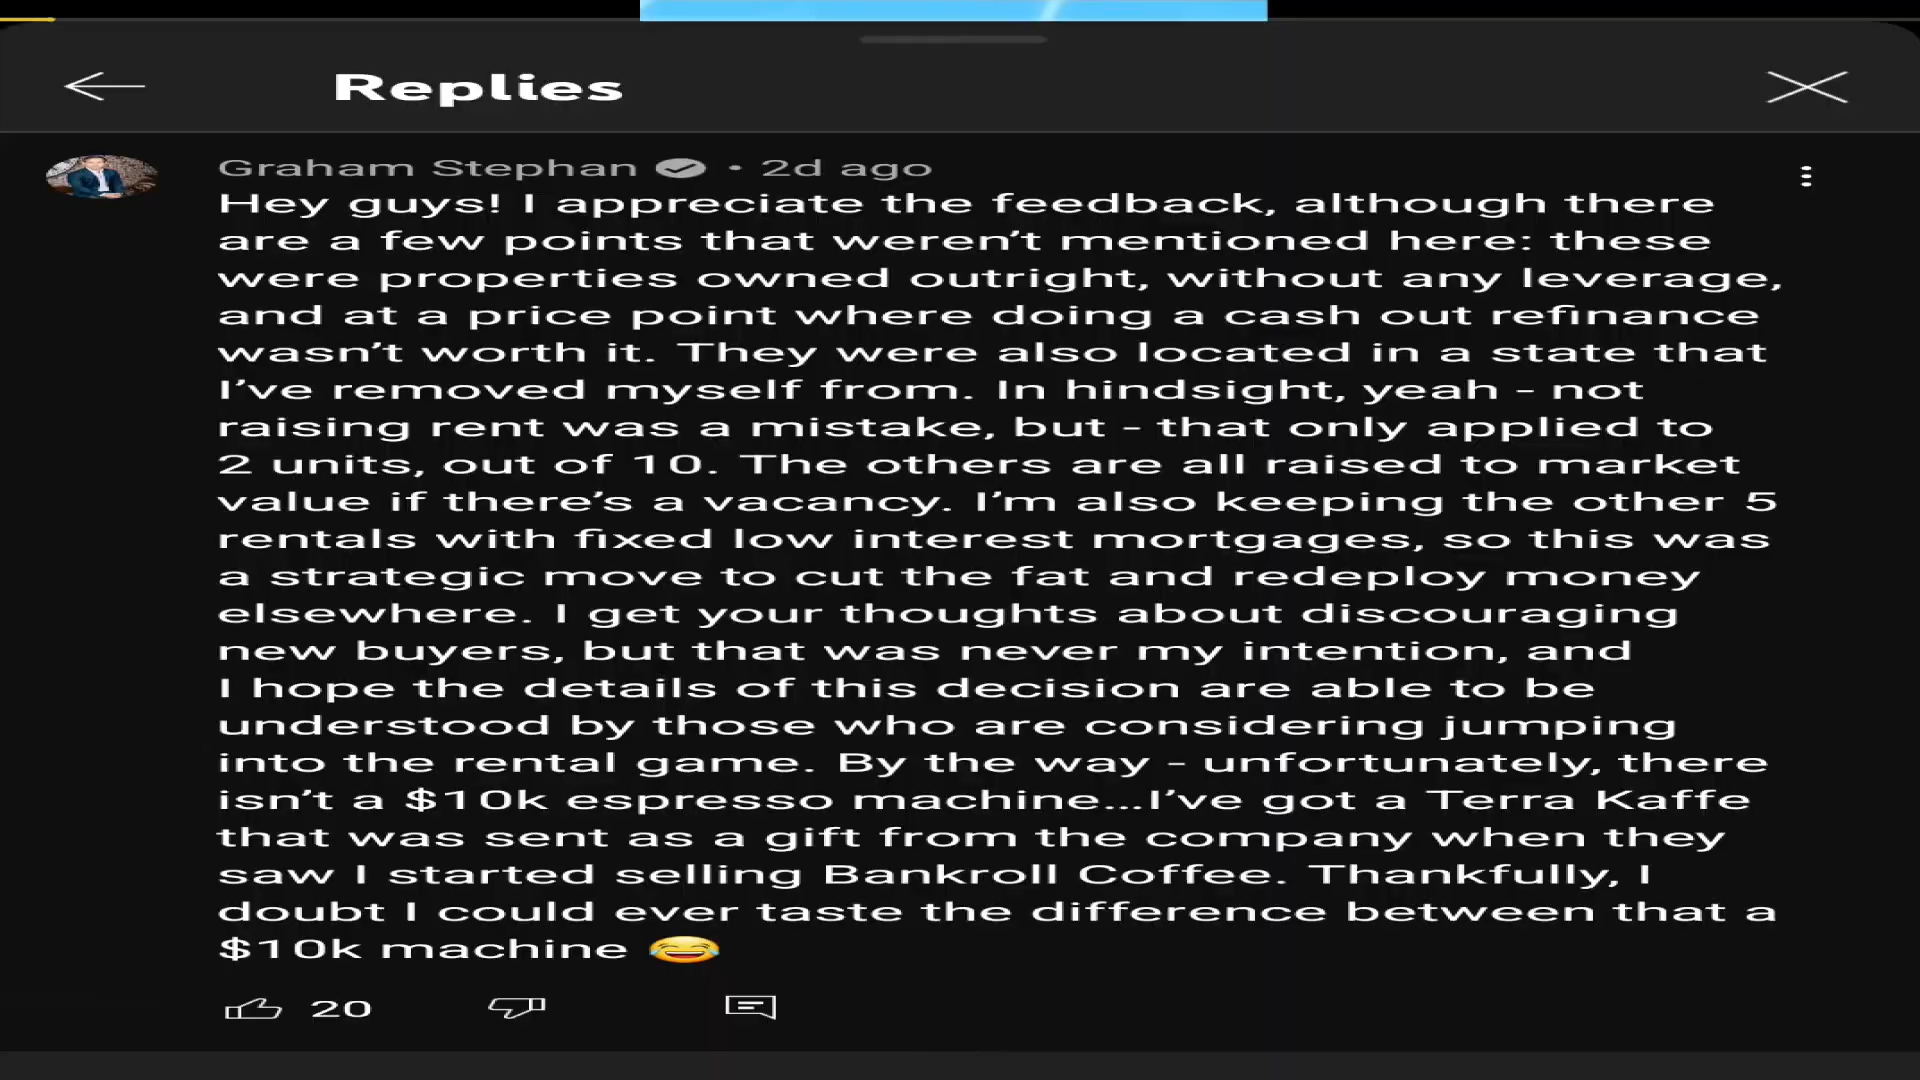 Replies
Graham Stephan • 2d ago
Hey guys! I appreciate the feedback, although there
are a few points that weren’t mentioned here: these
were properties owned outright, without any leverage,
and at a price point where doing a cash out refinance
wasn’t worth it. They were also located in a state that
I’ve removed myself from. In hindsight, yeah - not
raising rent was a mistake, but - that only applied to
2 units, out of 10. The others are all raised to market
value if there’s a vacancy. I’m also keeping the other 5
rentals with fixed low interest mortgages, so this was
a strategic move to cut the fat and redeploy money
elsewhere. I get your thoughts about discouraging
new buyers, but that was never my intention, and
I hope the details of this decision are able to be
understood by those who are considering jumping
into the rental game. By the way - unfortunately, there
isn’t a $10k espresso machine...I’ve got a Terra Kaffe
that was sent as a gift from the company when they
saw I started selling Bankroll Coffee. Thankfully, I
doubt I could ever taste the difference between that a
$10k machine 😂
20